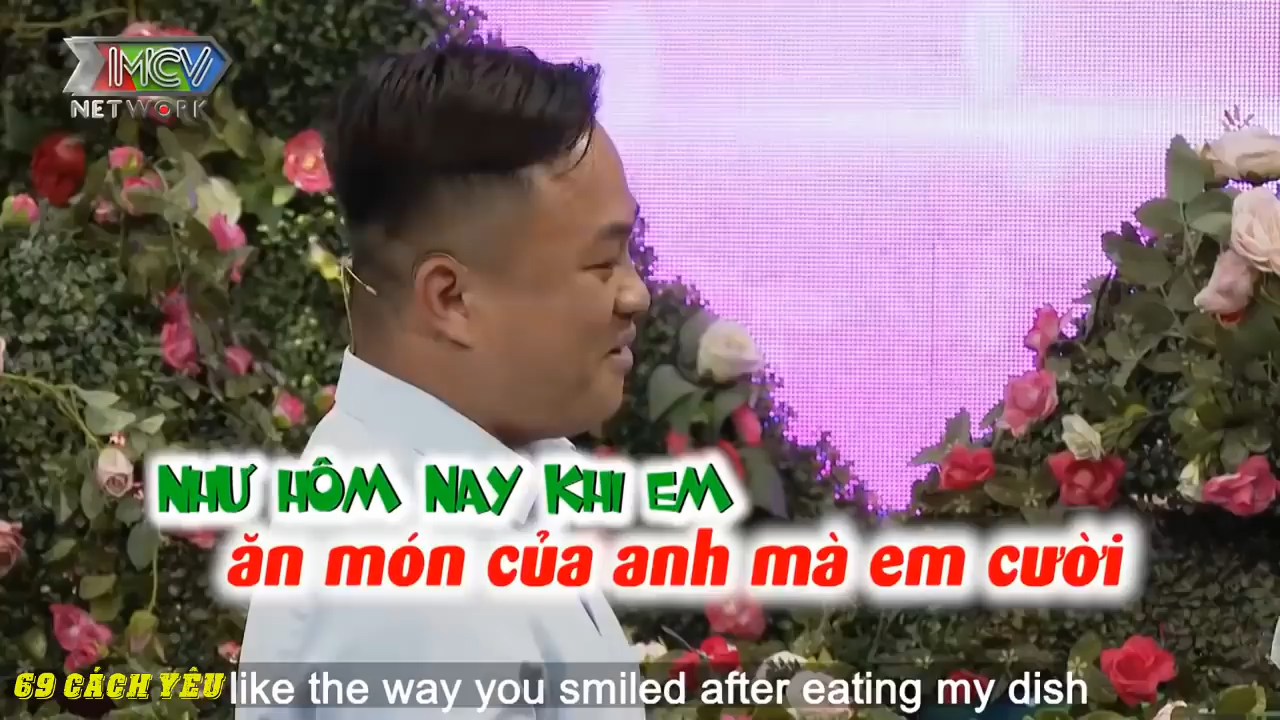 MCV
NETWORK
NHƯ HÔM NAY KHI EM
ăn món của anh mà em cười
69 CÁCH YÊU
like the way you smiled after eating my dish